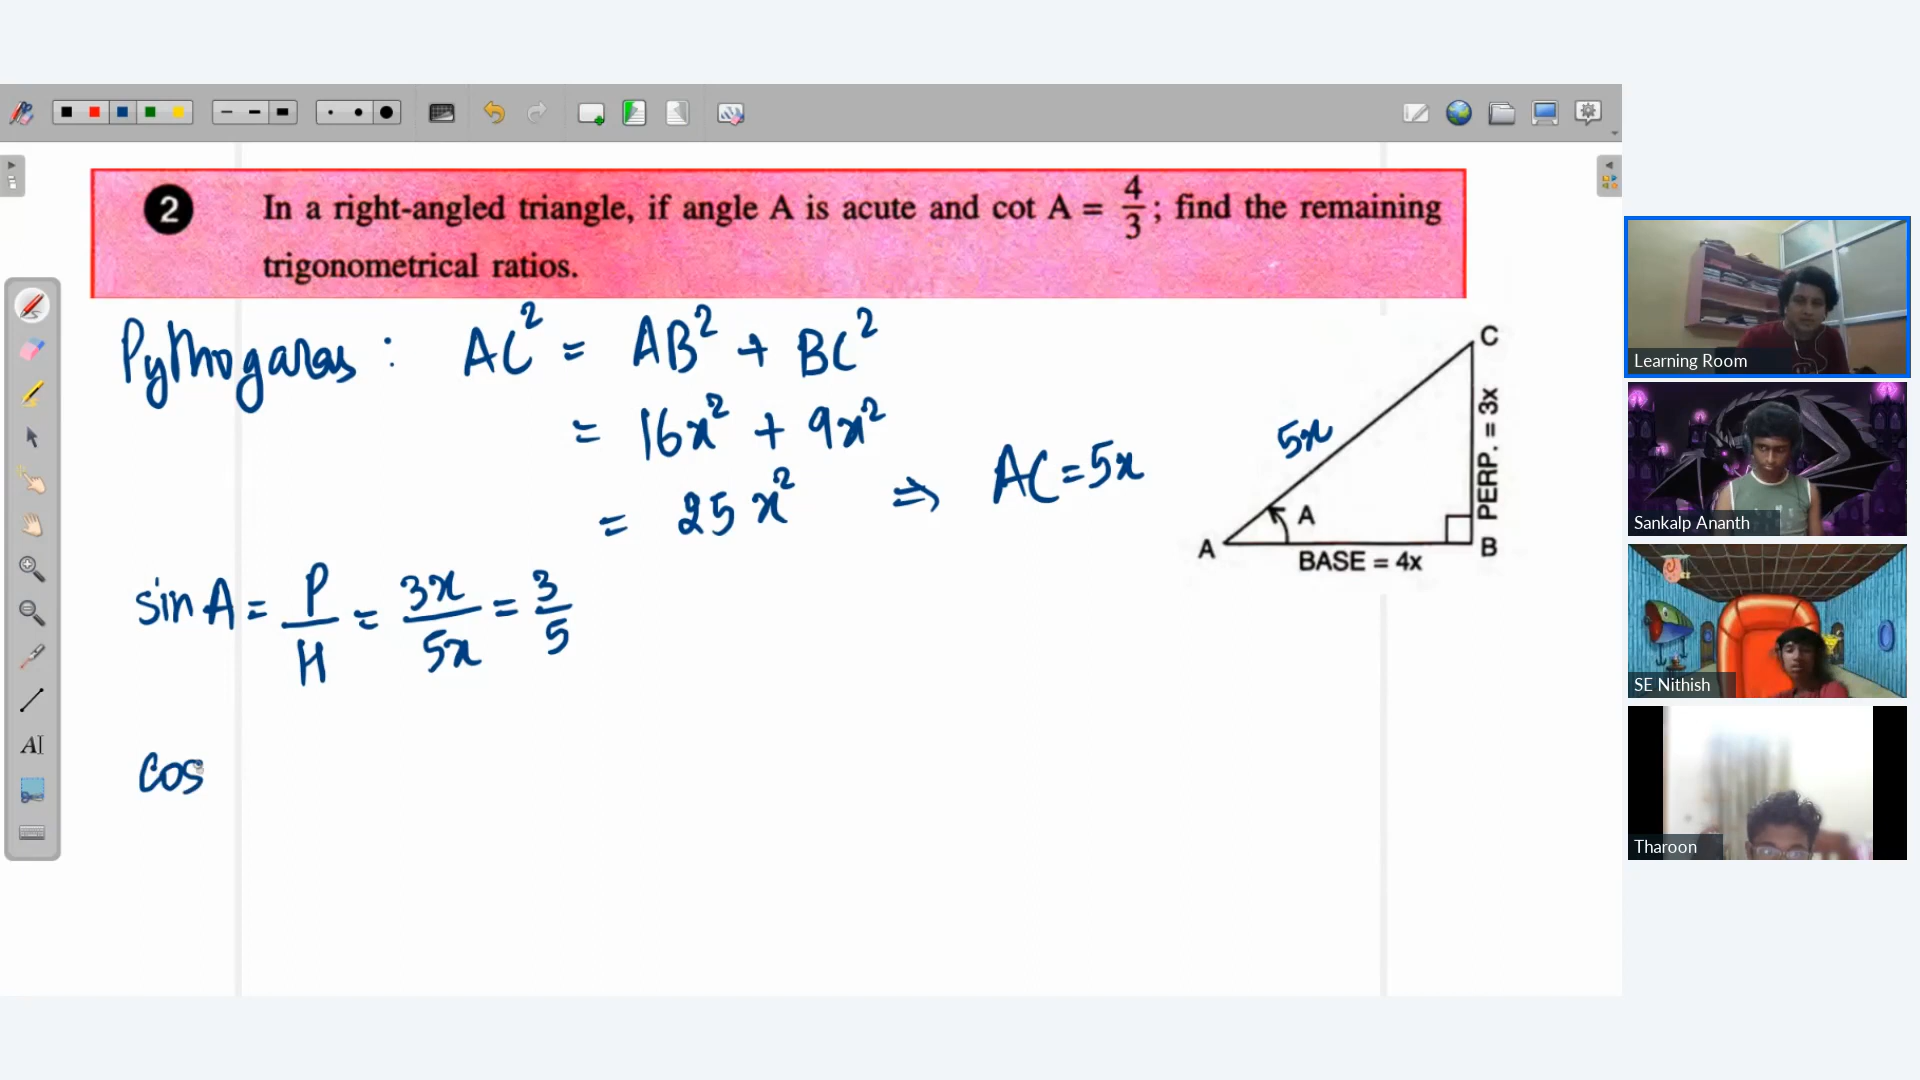 2 In a right-angled triangle, if angle A is acute and cot A = 4/3; find the remaining
trigonometrical ratios.
Pythogaras : AC² = AB² + BC²
= 16x² + 9x²
= 25x² ⇒ AC = 5x
sin A = P/H = 3x/5x = 3/5
cos
C
5x
PERP. = 3x
A
A
B
BASE = 4x
AI
Learning Room
Sankalp Ananth
SE Nithish
Tharoon